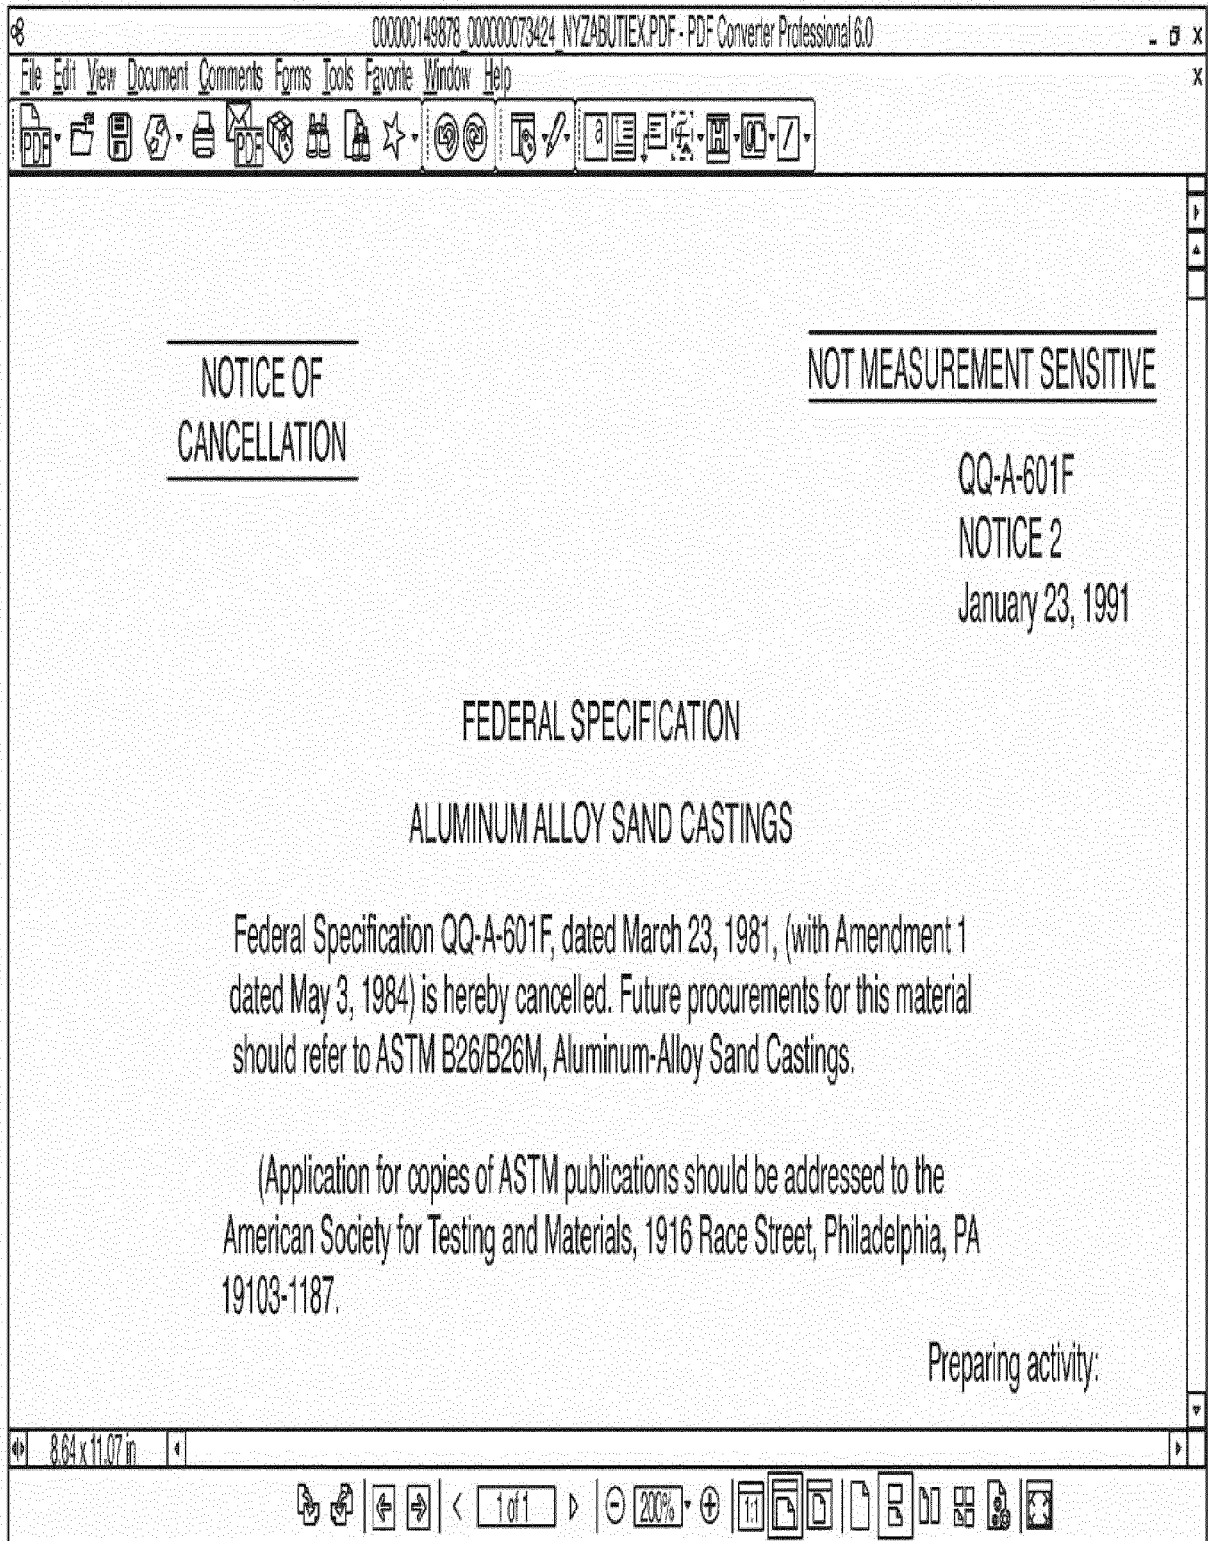 000000149878_000000073424_NYZABUTIEX.PDF - PDF Converter Professional 6.0
File Edit View Document Comments Forms Tools Favorite Window Help
PDF PDF a H
NOTICE OF
CANCELLATION
NOT MEASUREMENT SENSITIVE
QQ-A-601F
NOTICE 2
January 23, 1991
FEDERAL SPECIFICATION
ALUMINUM ALLOY SAND CASTINGS
Federal Specification QQ-A-601F, dated March 23, 1981, (with Amendment 1
dated May 3, 1984) is hereby cancelled. Future procurements for this material
should refer to ASTM B26/B26M, Aluminum-Alloy Sand Castings.
(Application for copies of ASTM publications should be addressed to the
American Society for Testing and Materials, 1916 Race Street, Philadelphia, PA
19103-1187.
Preparing activity:
8.64 x 11.07 in
1 of 1 200% 1:1